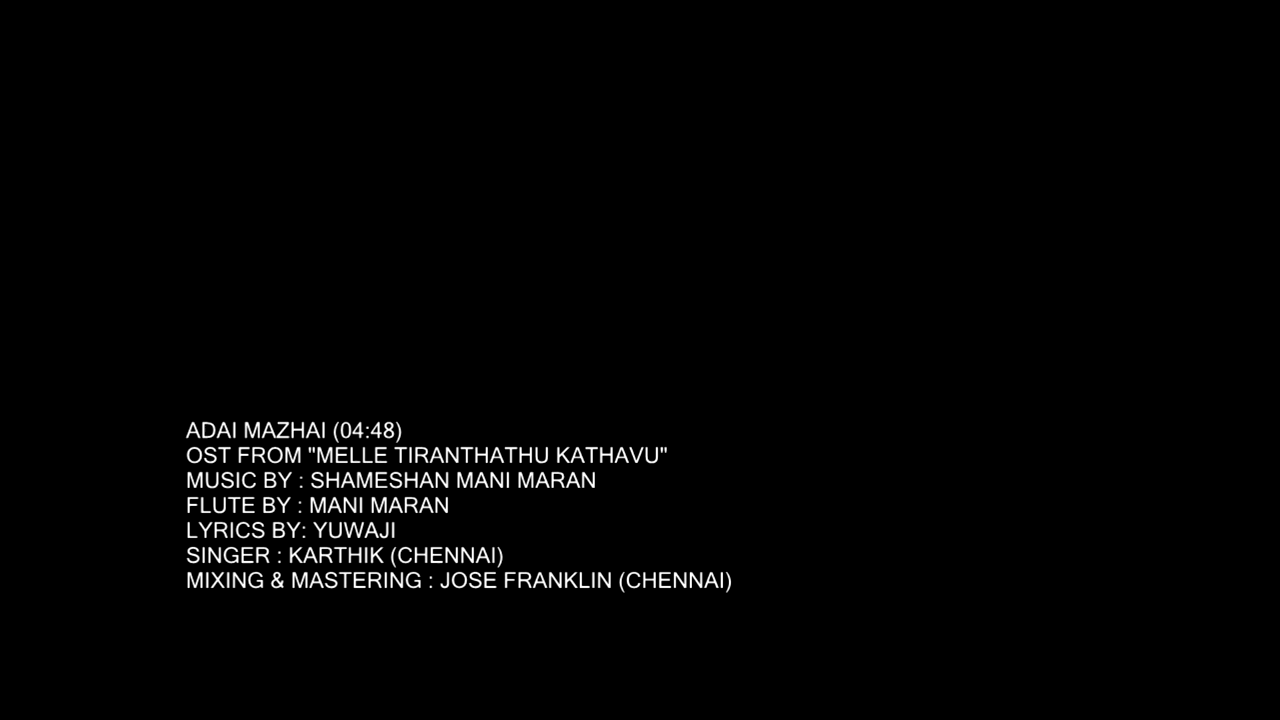 ADAI MAZHAI (04:48)
OST FROM "MELLE TIRANTHATHU KATHAVU"
MUSIC BY : SHAMESHAN MANI MARAN
FLUTE BY : MANI MARAN
LYRICS BY: YUWAJI
SINGER : KARTHIK (CHENNAI)
MIXING & MASTERING : JOSE FRANKLIN (CHENNAI)